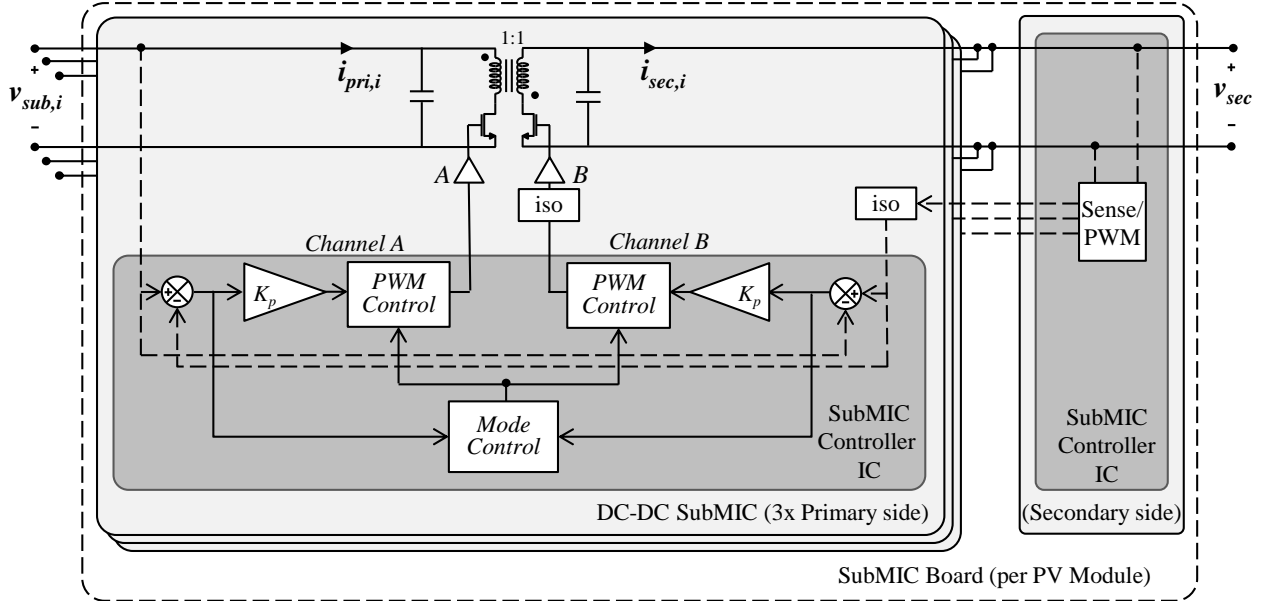 1:1
+
v_sub,i
−
i_pri,i
i_sec,i
+
v_sec
−
A
B
iso
iso
Sense/
PWM
Channel A
Channel B
+
−
K_p
PWM
Control
PWM
Control
K_p
+
−
Mode
Control
SubMIC
Controller
IC
SubMIC
Controller
IC
DC-DC SubMIC (3x Primary side)
(Secondary side)
SubMIC Board (per PV Module)